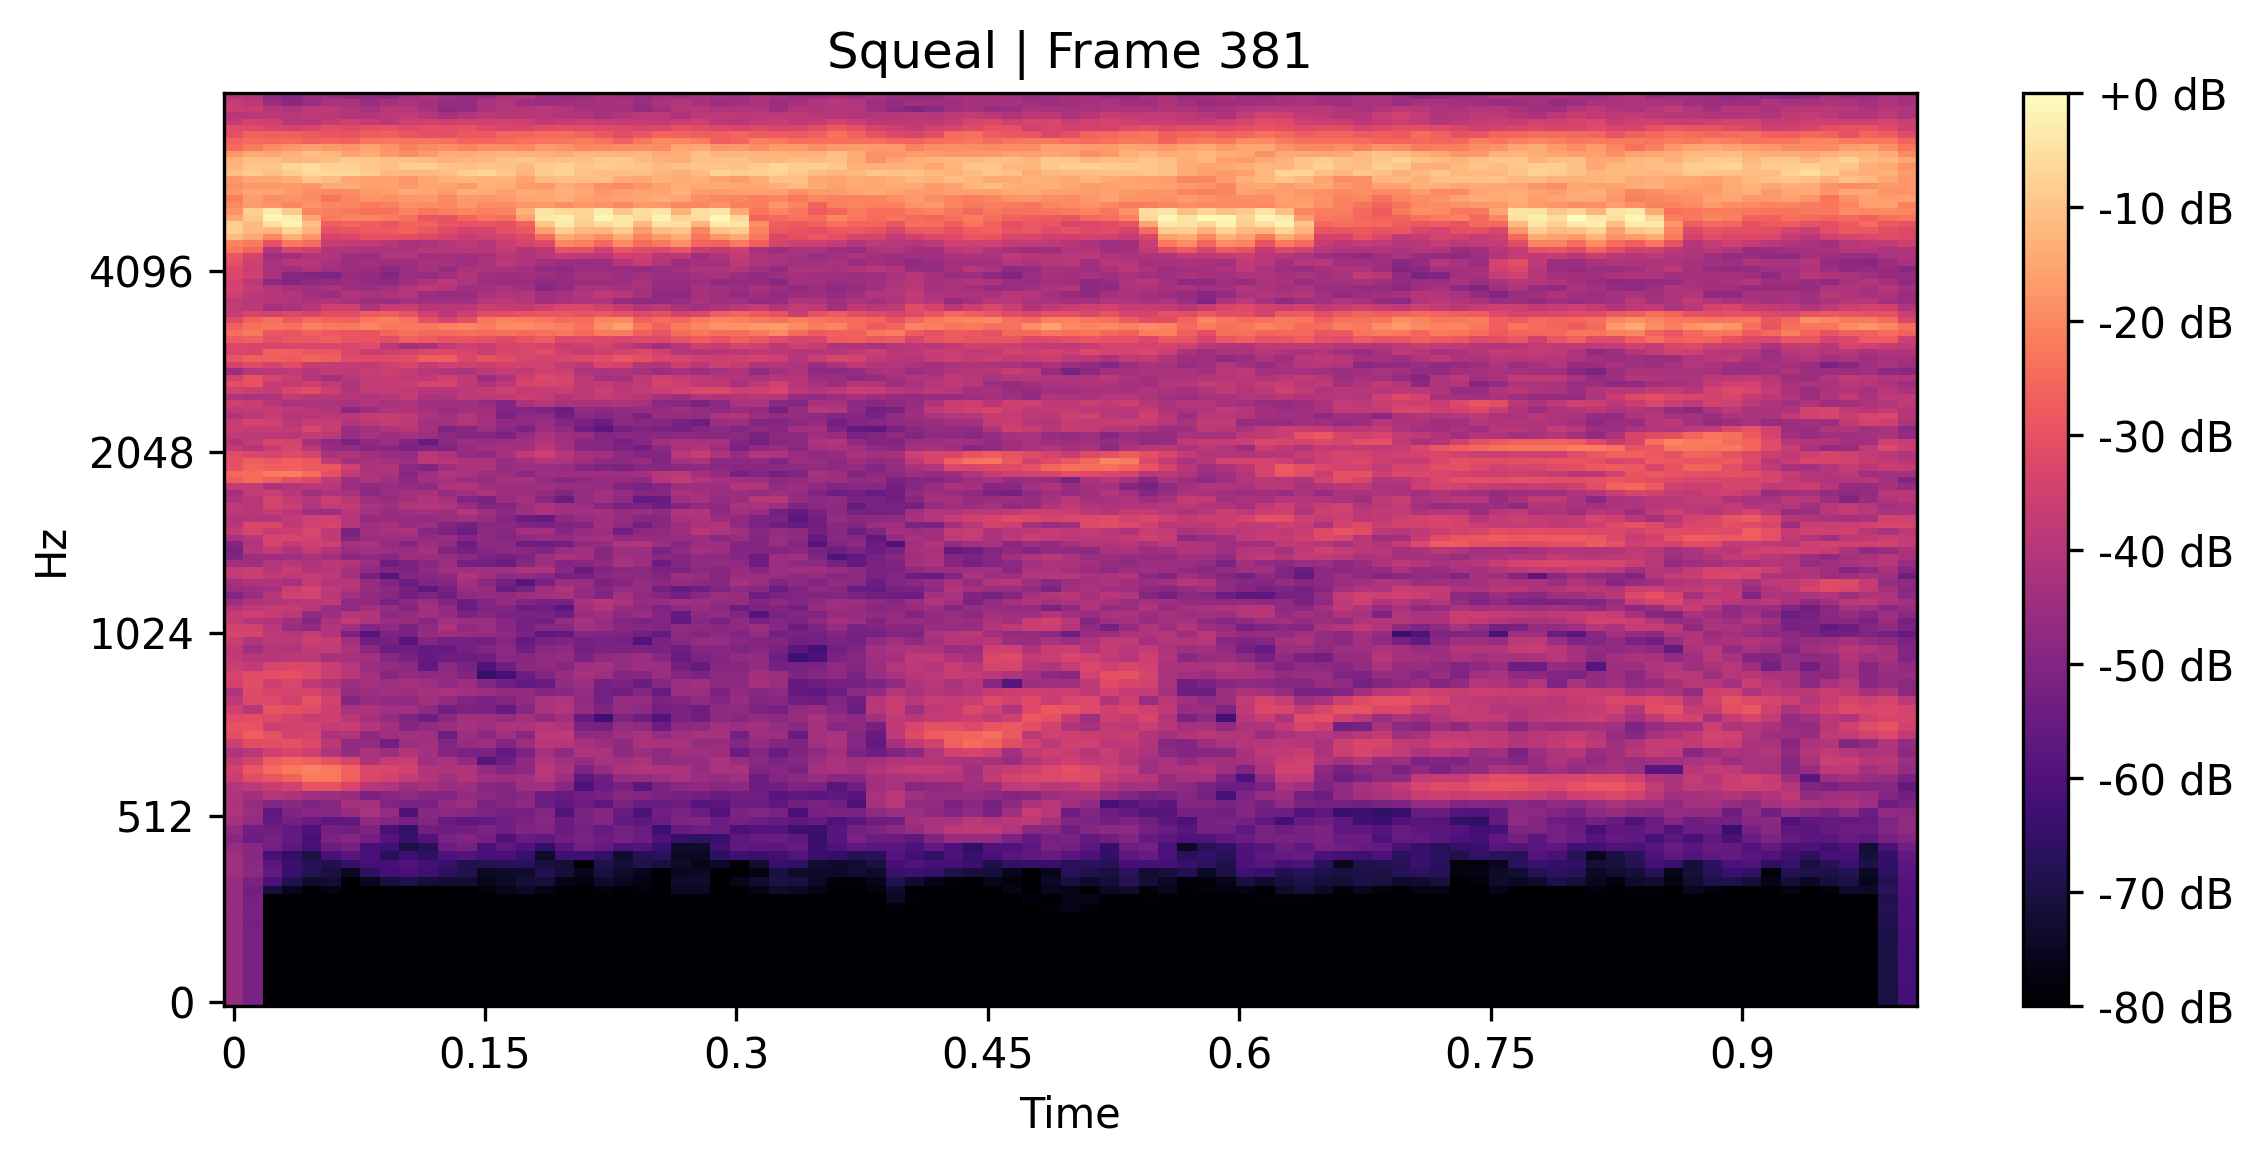 Squeal | Frame 381
+0 dB
-10 dB
-20 dB
-30 dB
-40 dB
-50 dB
-60 dB
-70 dB
-80 dB
Hz
4096
2048
1024
512
0
0 0.15 0.3 0.45 0.6 0.75 0.9
Time